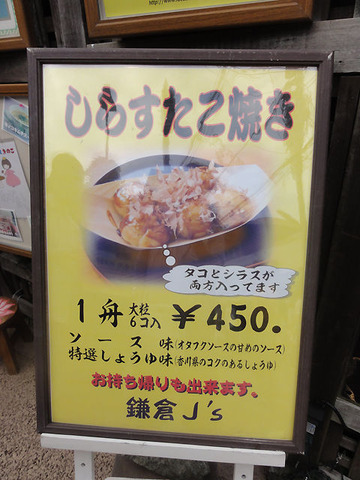 しらすたこ焼き
タコとシラスが
両方入ってます
1舟 大粒6コ入 ￥450.
ソース味(オタフクソースの甘めのソース)
特選しょうゆ味(香川県のコクのあるしょうゆ)
お持ち帰りも出来ます、
鎌倉J's